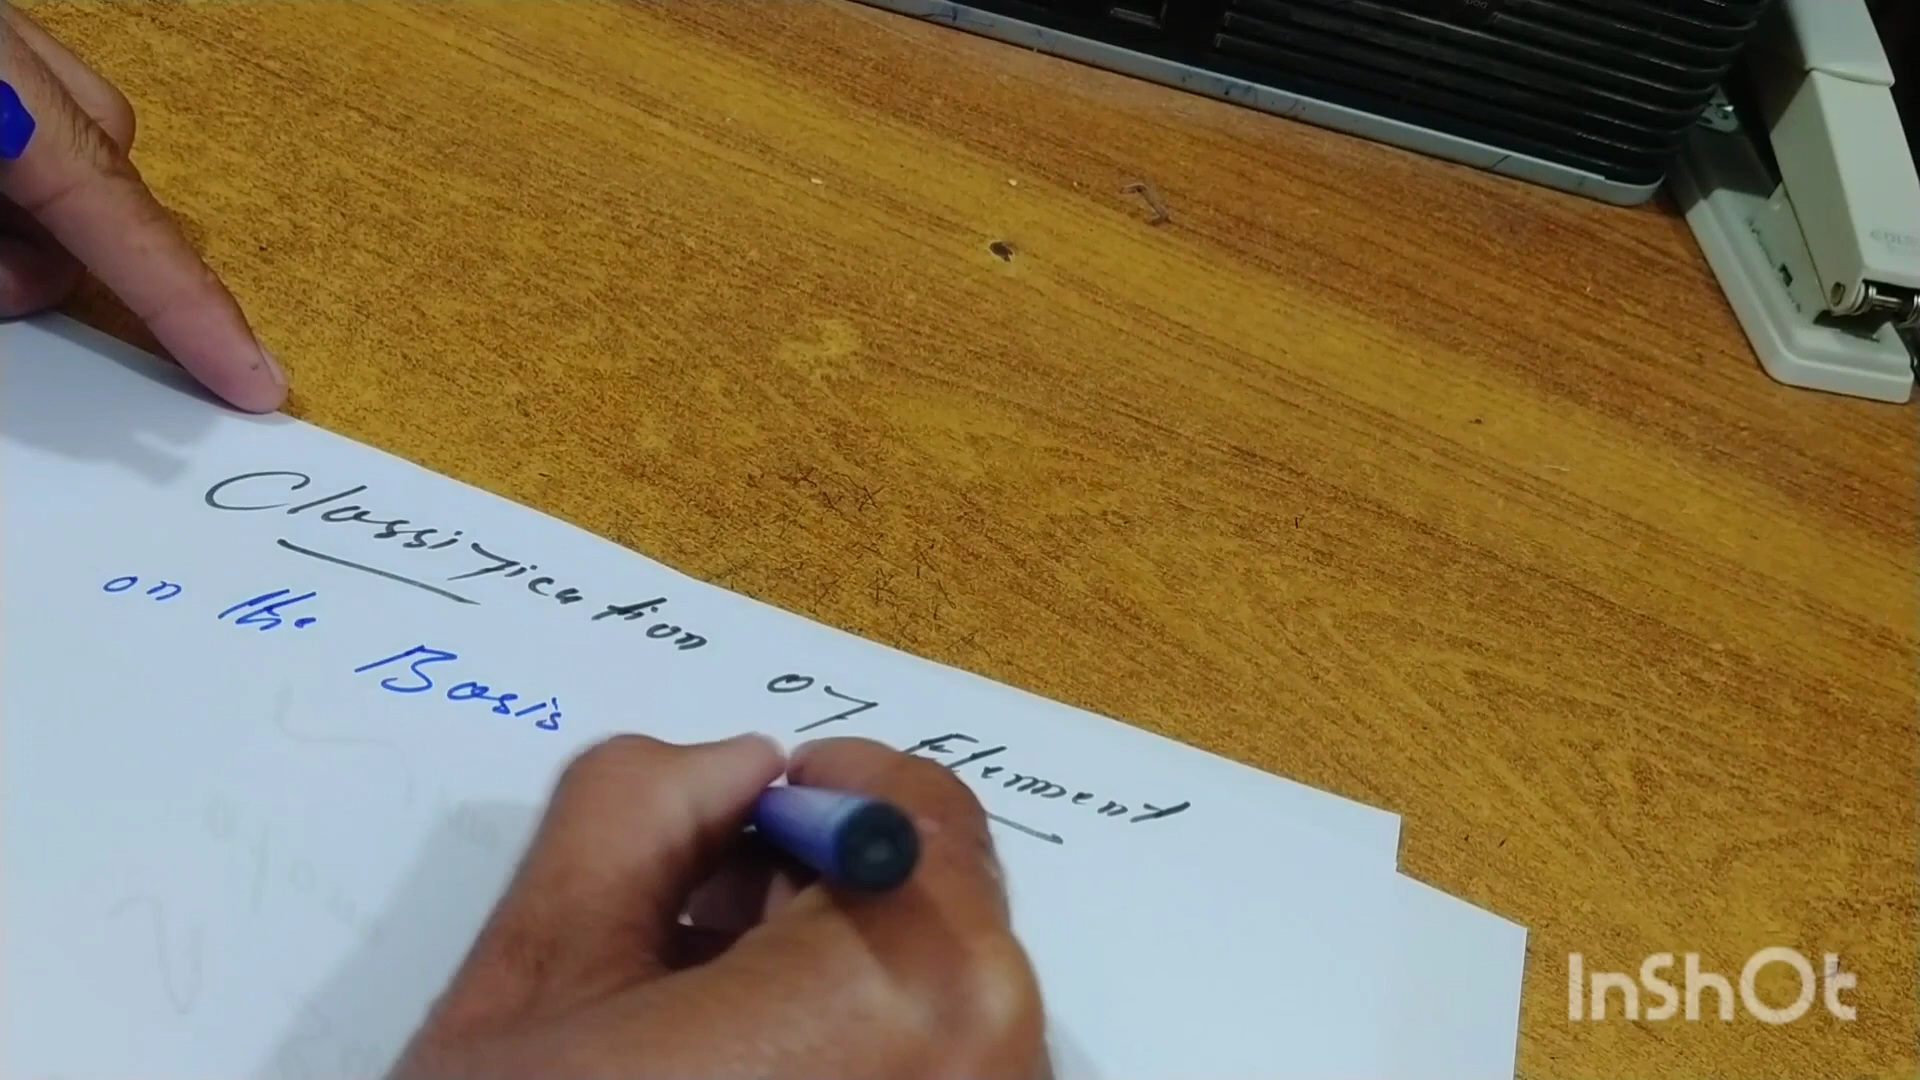 Classification of Element
on the Basis
InShOt